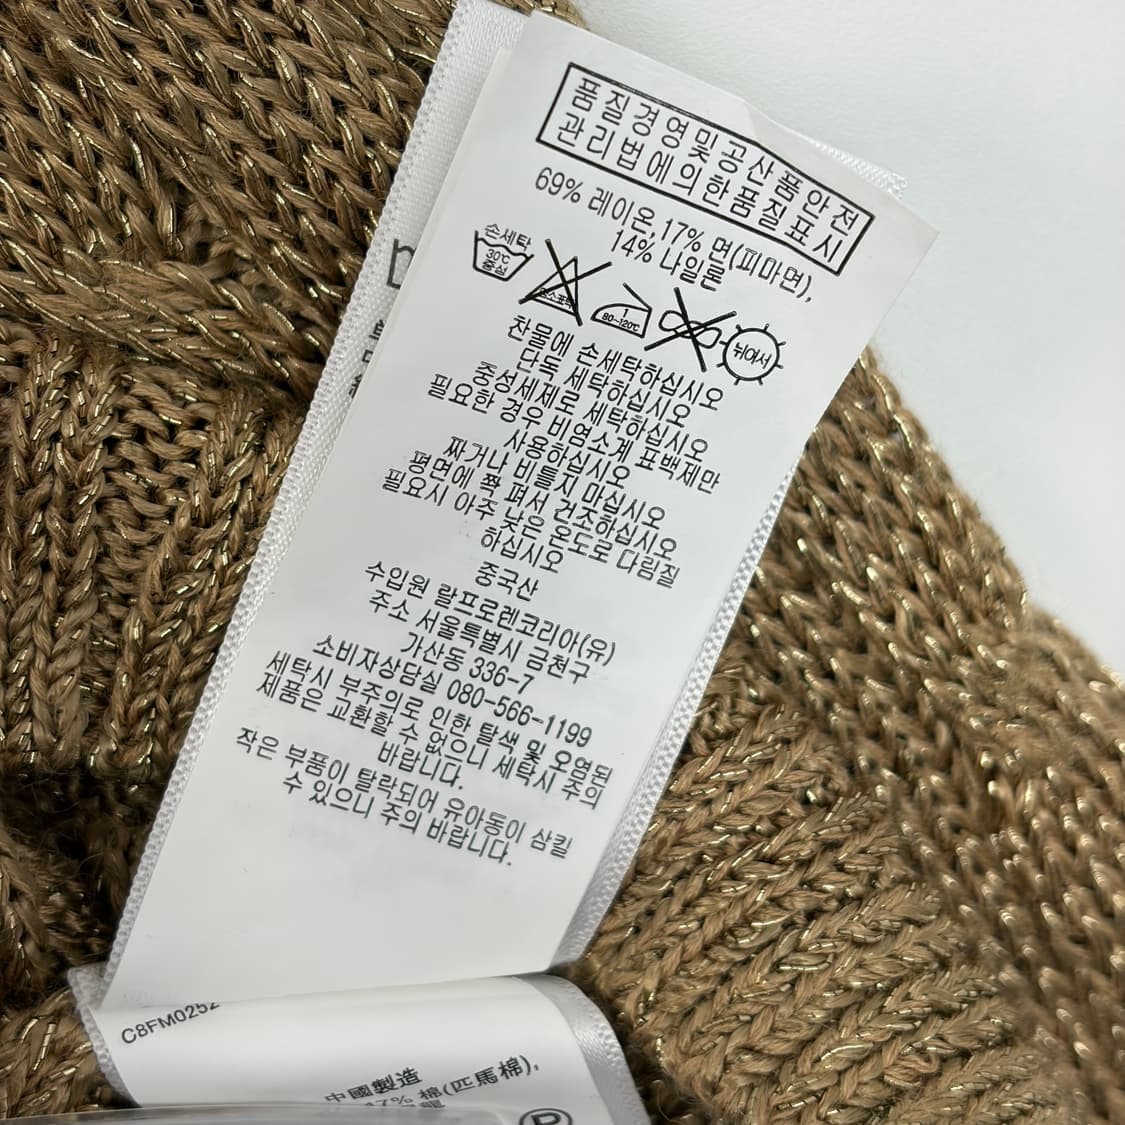 품질경영및공산품안전
관리법에의한품질표시
69% 레이온,17% 면(피마면),
14% 나일론
손세탁
30℃
중성
1
80~120℃
뉘어서
찬물에 손세탁하십시오
단독 세탁하십시오
중성세제로 세탁하십시오
필요한 경우 비염소계 표백제만
사용하십시오
짜거나 비틀지 마십시오
평면에 쫙 펴서 건조하십시오
필요시 아주 낮은 온도로 다림질
하십시오
중국산
수입원 랄프로렌코리아(유)
주소 서울특별시 금천구
가산동 336-7
소비자상담실 080-566-1199
세탁시 부주의로 인한 탈색 및 오염된
제품은 교환할 수 없으니 세탁시 주의
바랍니다.
작은 부품이 탈락되어 유아동이 삼킬
수 있으니 주의 바랍니다.
C8FM0252
中國製造
17% 棉(匹馬棉),
P